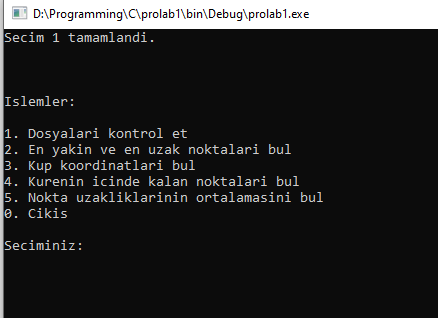 D:\Programming\C\prolab1\bin\Debug\prolab1.exe
Secim 1 tamamlandi.
Islemler:
1. Dosyalari kontrol et
2. En yakin ve en uzak noktalari bul
3. Kup koordinatlari bul
4. Kurenin icinde kalan noktalari bul
5. Nokta uzakliklarinin ortalamasini bul
0. Cikis
Seciminiz: